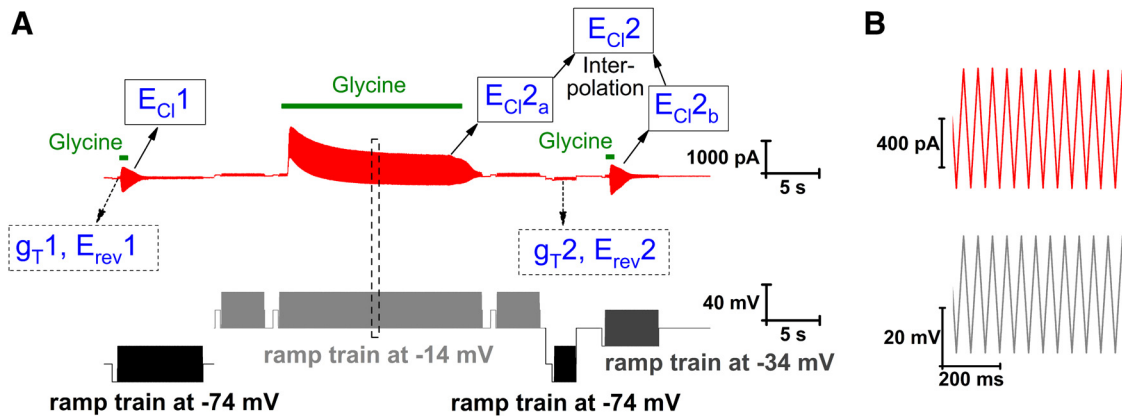 A
B
E_Cl2
Inter-
polation
Glycine
E_Cl1
E_Cl2_a
E_Cl2_b
Glycine
Glycine
1000 pA
5 s
400 pA
g_T1, E_rev1
g_T2, E_rev2
40 mV
5 s
20 mV
200 ms
ramp train at -14 mV
ramp train at -34 mV
ramp train at -74 mV
ramp train at -74 mV